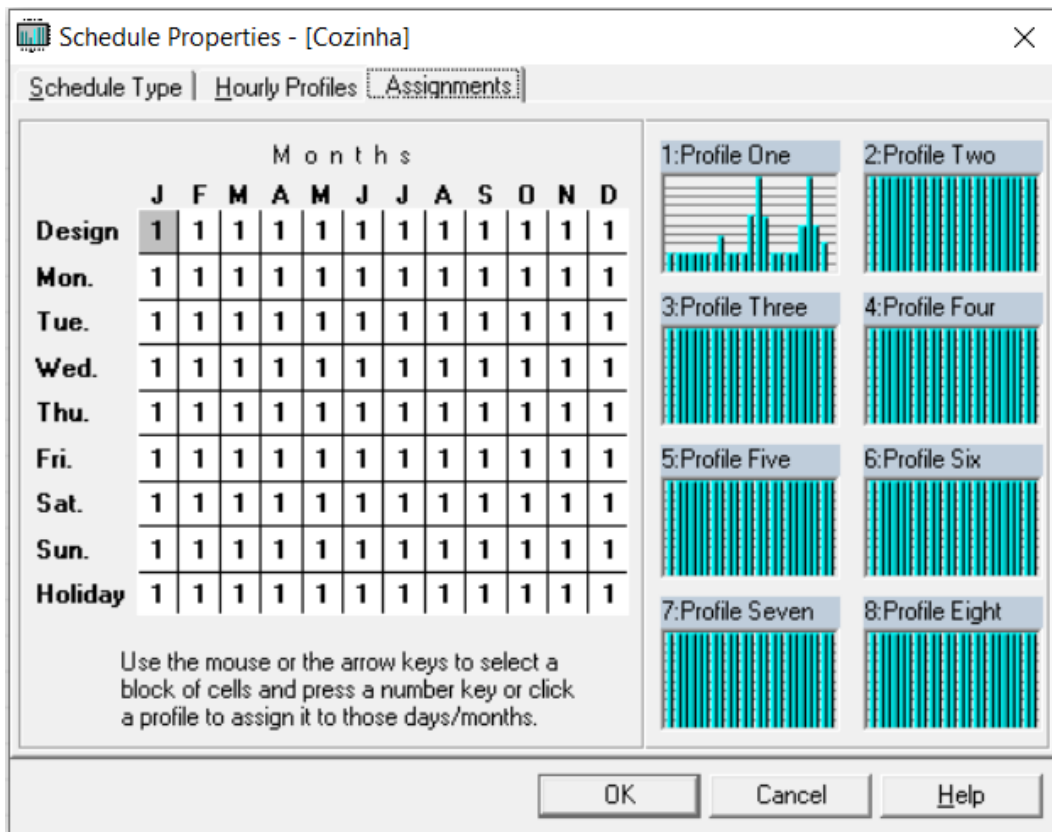 Schedule Properties - [Cozinha]
Schedule Type Hourly Profiles Assignments
Months
J F M A M J J A S O N D
Design 1 1 1 1 1 1 1 1 1 1 1 1
Mon. 1 1 1 1 1 1 1 1 1 1 1 1
Tue. 1 1 1 1 1 1 1 1 1 1 1 1
Wed. 1 1 1 1 1 1 1 1 1 1 1 1
Thu. 1 1 1 1 1 1 1 1 1 1 1 1
Fri. 1 1 1 1 1 1 1 1 1 1 1 1
Sat. 1 1 1 1 1 1 1 1 1 1 1 1
Sun. 1 1 1 1 1 1 1 1 1 1 1 1
Holiday 1 1 1 1 1 1 1 1 1 1 1 1
Use the mouse or the arrow keys to select a
block of cells and press a number key or click
a profile to assign it to those days/months.
1:Profile One 2:Profile Two
3:Profile Three 4:Profile Four
5:Profile Five 6:Profile Six
7:Profile Seven 8:Profile Eight
OK Cancel Help